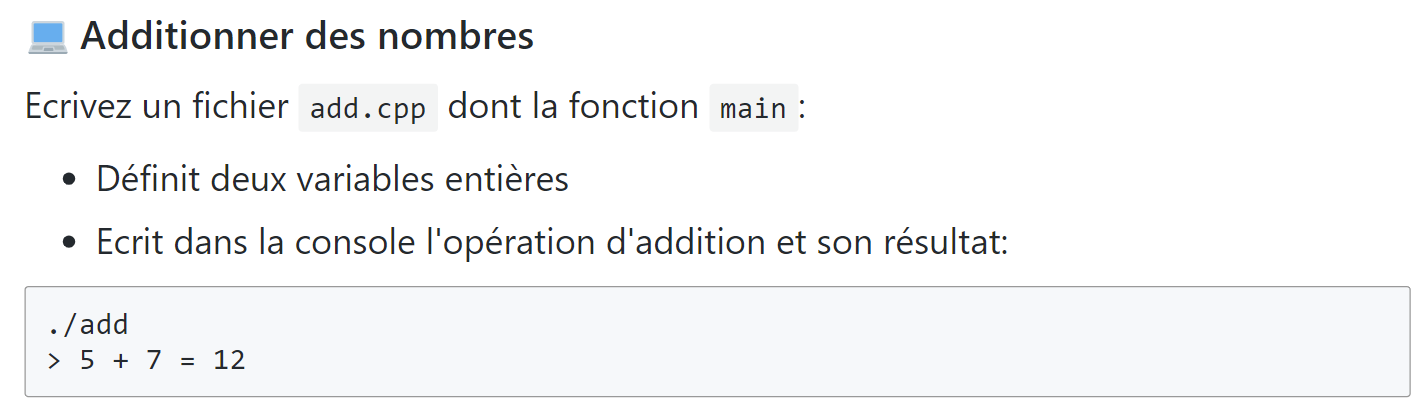 💻 Additionner des nombres
Ecrivez un fichier add.cpp dont la fonction main :
• Définit deux variables entières
• Ecrit dans la console l'opération d'addition et son résultat:
./add
> 5 + 7 = 12